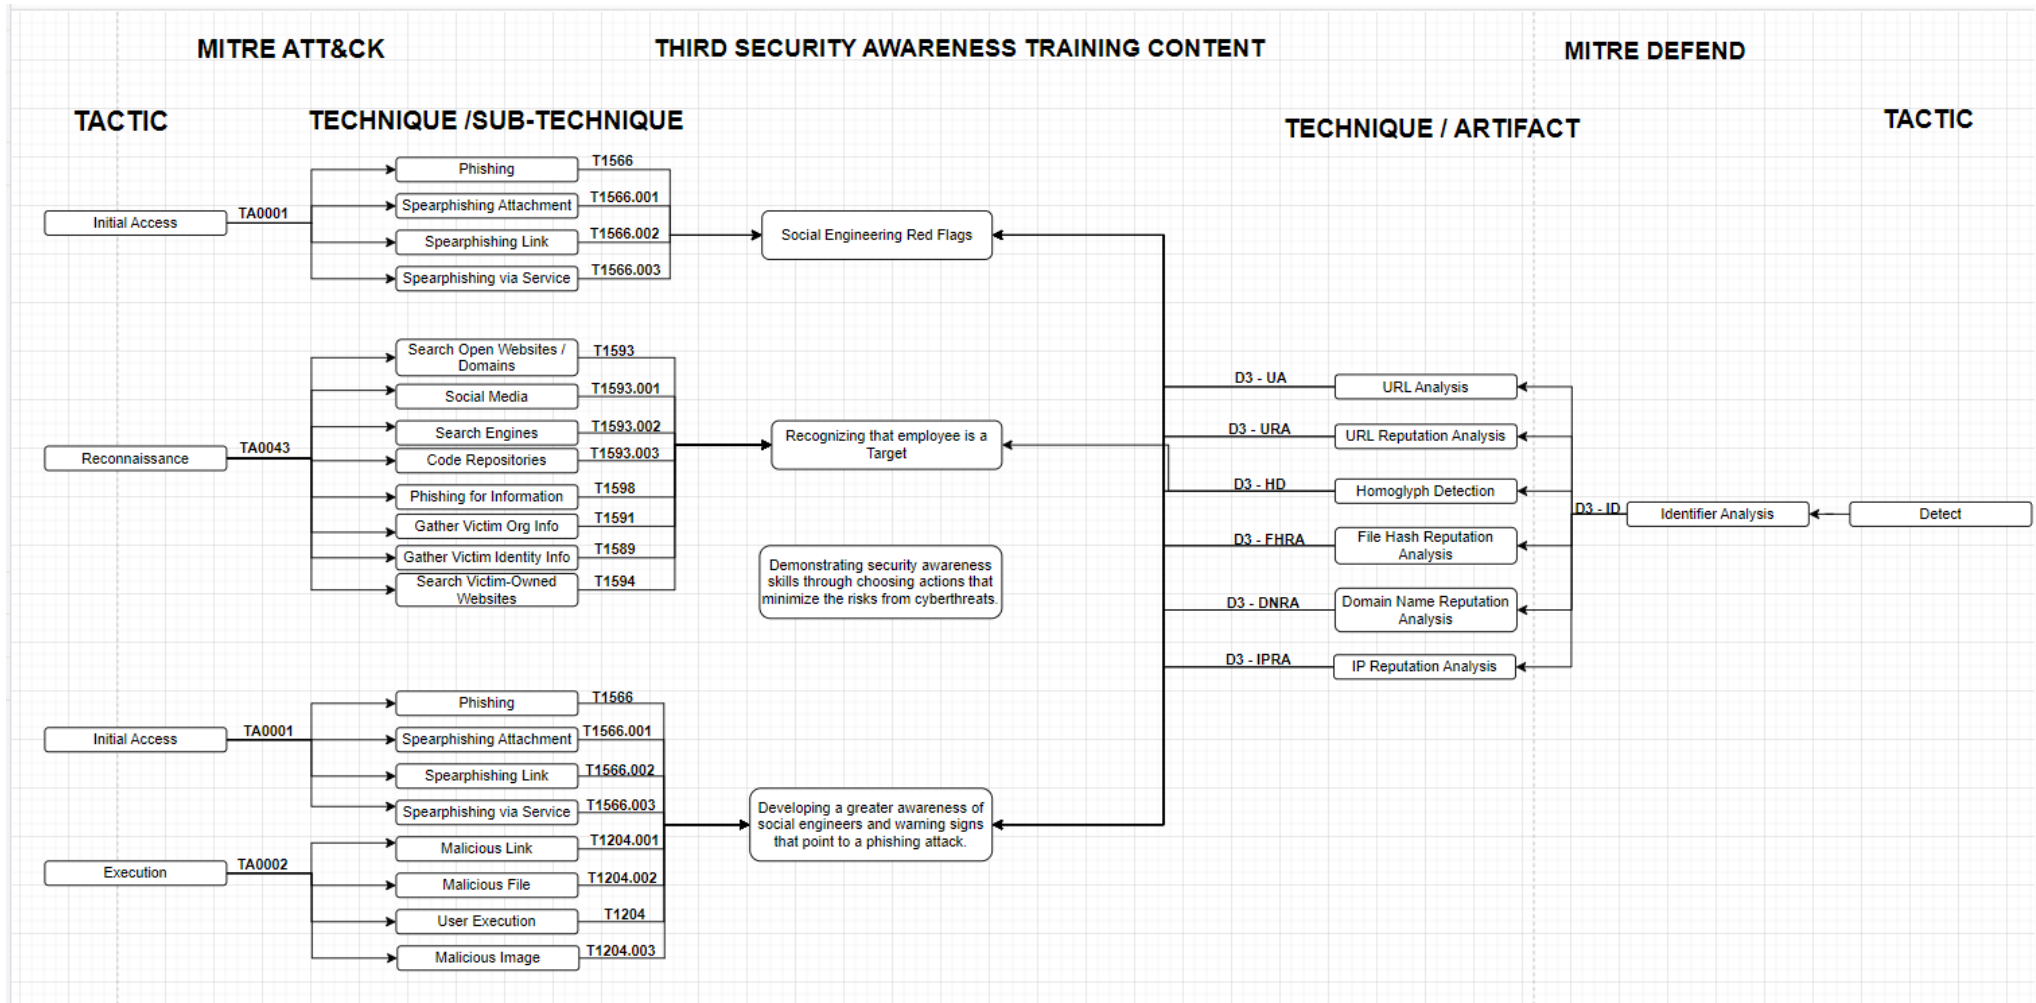 MITRE ATT&CK
THIRD SECURITY AWARENESS TRAINING CONTENT
MITRE DEFEND
TACTIC
TECHNIQUE /SUB-TECHNIQUE
TECHNIQUE / ARTIFACT
TACTIC
Initial Access
TA0001
Phishing
T1566
Spearphishing Attachment
T1566.001
Spearphishing Link
T1566.002
Spearphishing via Service
T1566.003
Social Engineering Red Flags
Reconnaissance
TA0043
Search Open Websites /
Domains
T1593
Social Media
T1593.001
Search Engines
T1593.002
Code Repositories
T1593.003
Phishing for Information
T1598
Gather Victim Org Info
T1591
Gather Victim Identity Info
T1589
Search Victim-Owned
Websites
T1594
Recognizing that employee is a
Target
Demonstrating security awareness
skills through choosing actions that
minimize the risks from cyberthreats.
Initial Access
TA0001
Phishing
T1566
Spearphishing Attachment
T1566.001
Spearphishing Link
T1566.002
Spearphishing via Service
T1566.003
Execution
TA0002
Malicious Link
T1204.001
Malicious File
T1204.002
User Execution
T1204
Malicious Image
T1204.003
Developing a greater awareness of
social engineers and warning signs
that point to a phishing attack.
D3 - UA
URL Analysis
D3 - URA
URL Reputation Analysis
D3 - HD
Homoglyph Detection
D3 - FHRA
File Hash Reputation
Analysis
D3 - DNRA
Domain Name Reputation
Analysis
D3 - IPRA
IP Reputation Analysis
D3 - ID
Identifier Analysis
Detect